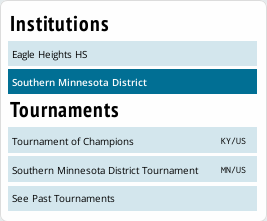 Institutions
Eagle Heights HS
Southern Minnesota District
Tournaments
Tournament of Champions KY/US
Southern Minnesota District Tournament MN/US
See Past Tournaments